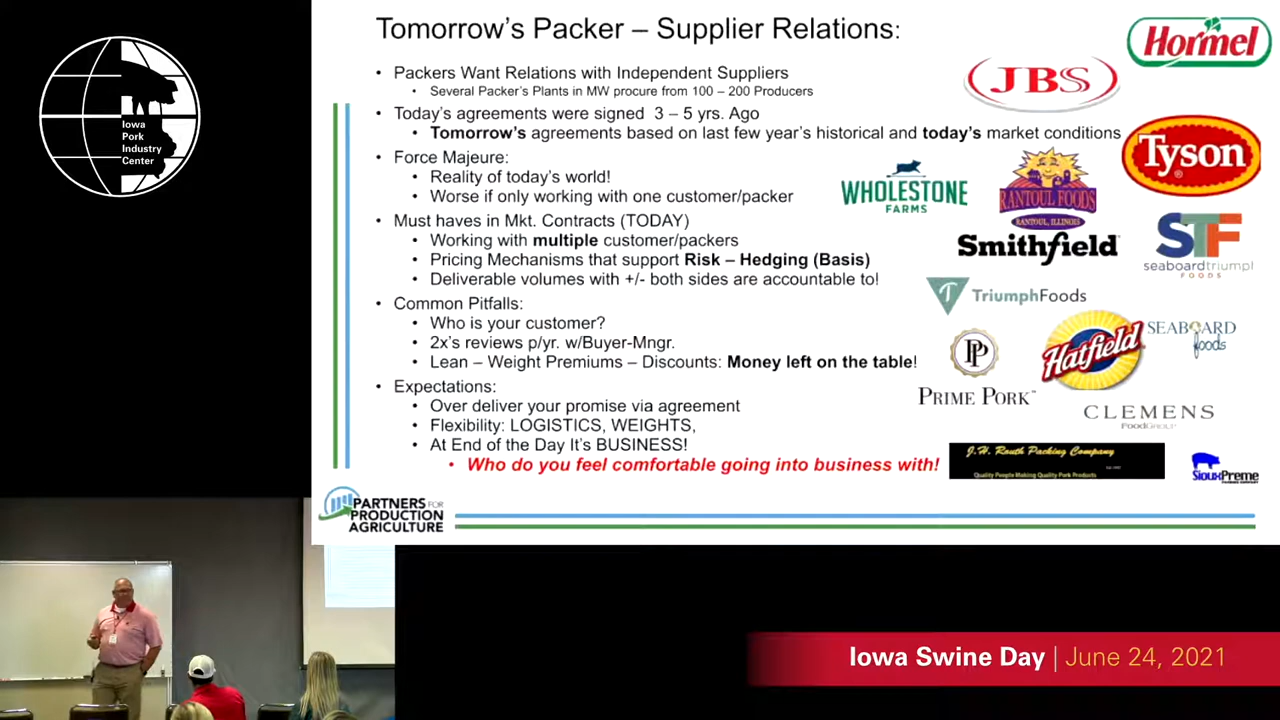 Iowa
Pork
Industry
Center
Tomorrow's Packer – Supplier Relations:
• Packers Want Relations with Independent Suppliers
• Several Packer's Plants in MW procure from 100 – 200 Producers
• Today's agreements were signed 3 – 5 yrs. Ago
• Tomorrow's agreements based on last few year's historical and today's market conditions
• Force Majeure:
• Reality of today's world!
• Worse if only working with one customer/packer
• Must haves in Mkt. Contracts (TODAY)
• Working with multiple customer/packers
• Pricing Mechanisms that support Risk – Hedging (Basis)
• Deliverable volumes with +/- both sides are accountable to!
• Common Pitfalls:
• Who is your customer?
• 2x's reviews p/yr. w/Buyer-Mngr.
• Lean – Weight Premiums – Discounts: Money left on the table!
• Expectations:
• Over deliver your promise via agreement
• Flexibility: LOGISTICS, WEIGHTS,
• At End of the Day It's BUSINESS!
• Who do you feel comfortable going into business with!
Hormel
JBS
Tyson
WHOLESTONE
FARMS
RANTOUL FOODS
RANTOUL, ILLINOIS
Smithfield
STF
seaboardtriumph
FOODS
TriumphFoods
PP
PRIME PORK™
Hatfield
SEABOARD
foods
CLEMENS
FOODGROUP
J.H. Routh Packing Company
Quality People Making Quality Pork Products
SiouxPreme
PARTNERS FOR
PRODUCTION
AGRICULTURE
Iowa Swine Day | June 24, 2021